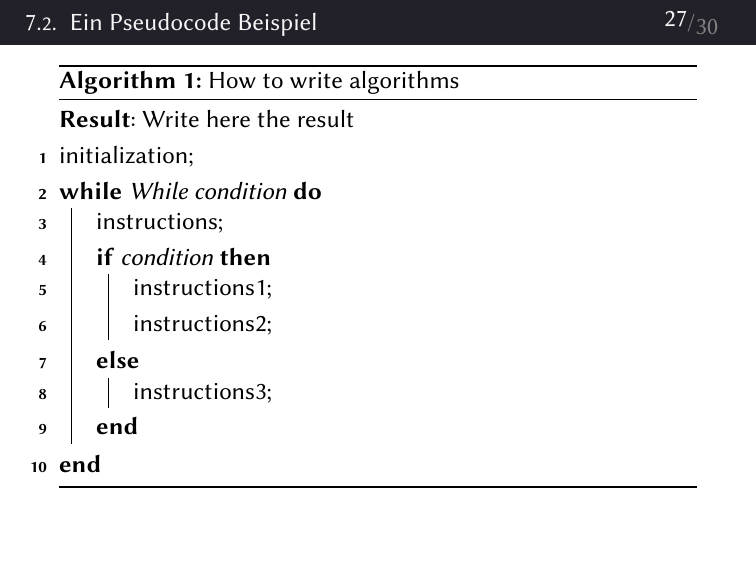 7.2. Ein Pseudocode Beispiel 27/30
Algorithm 1: How to write algorithms
Result: Write here the result
1 initialization;
2 while While condition do
3 instructions;
4 if condition then
5 instructions1;
6 instructions2;
7 else
8 instructions3;
9 end
10 end